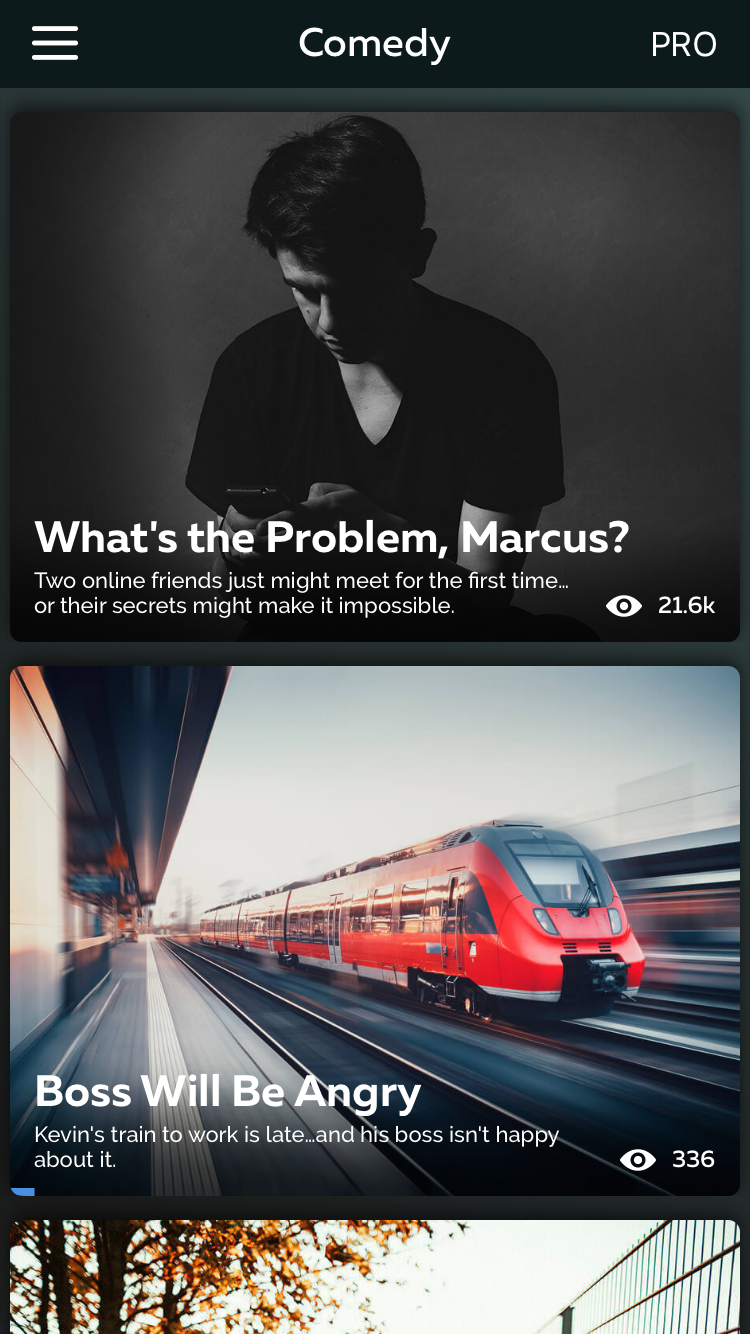 Comedy
PRO
What's the Problem, Marcus?
Two online friends just might meet for the first time...
or their secrets might make it impossible.
21.6k
Boss Will Be Angry
Kevin's train to work is late...and his boss isn't happy
about it.
336